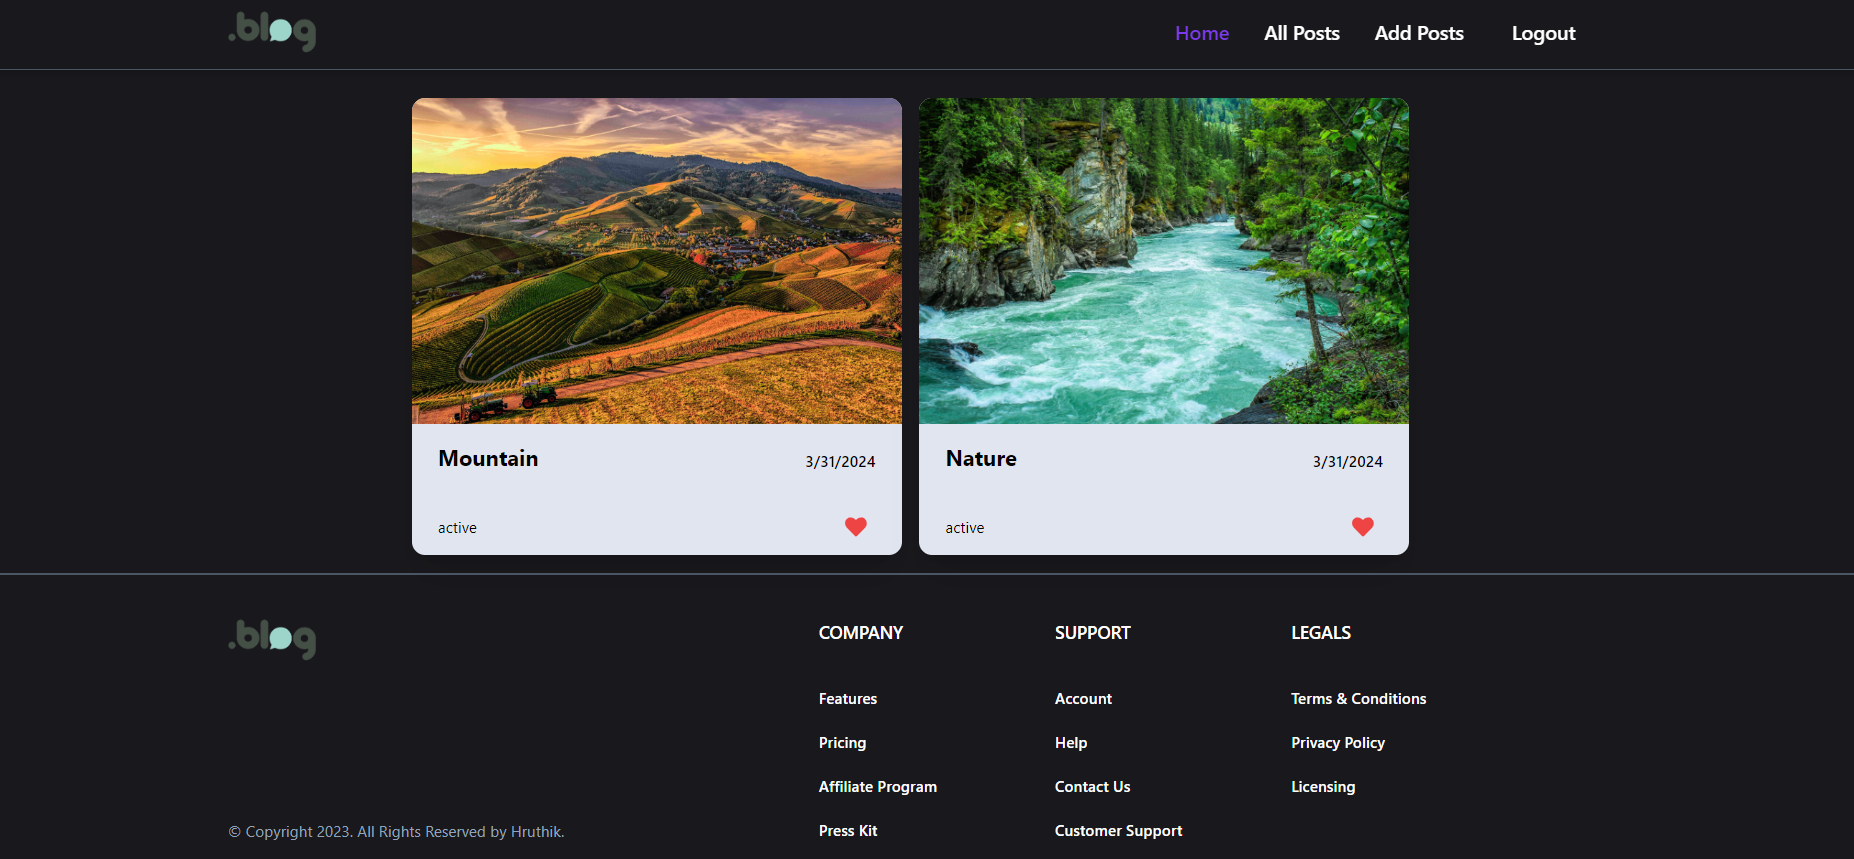 .blog
Home All Posts Add Posts Logout
Mountain 3/31/2024
active
Nature 3/31/2024
active
.blog
COMPANY
Features
Pricing
Affiliate Program
Press Kit
SUPPORT
Account
Help
Contact Us
Customer Support
LEGALS
Terms & Conditions
Privacy Policy
Licensing
© Copyright 2023. All Rights Reserved by Hruthik.